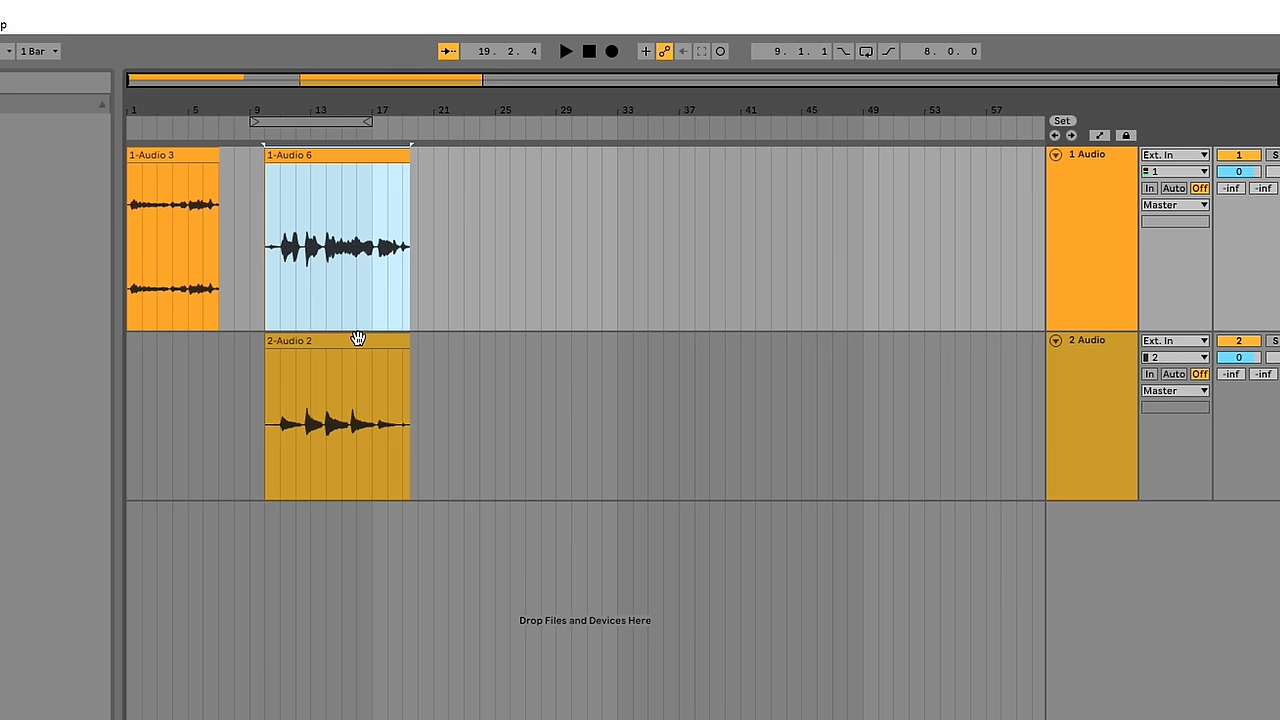 p
1 Bar
19. 2. 4
9. 1. 1
8. 0. 0
1 5 9 13 17 21 25 29 33 37 41 45 49 53 57
Set
1-Audio 3
1-Audio 6
1 Audio
Ext. In
1
S
1
0
In Auto Off
-inf -inf
Master
2-Audio 2
2 Audio
Ext. In
2
S
2
0
In Auto Off
-inf -inf
Master
Drop Files and Devices Here